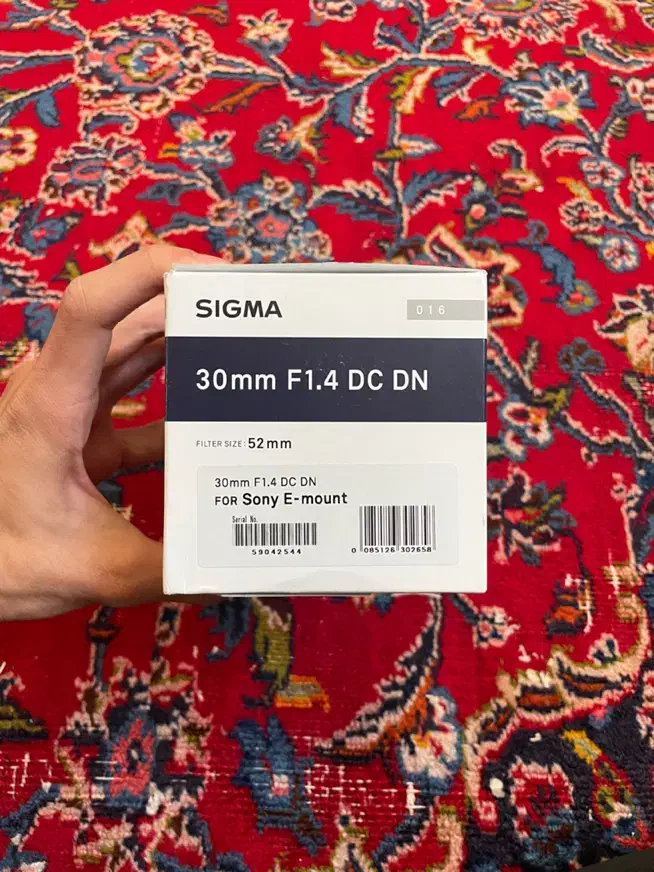 SIGMA
016
30mm F1.4 DC DN
FILTER SIZE: 52mm
30mm F1.4 DC DN
FOR Sony E-mount
Serial No.
59042544
0 085126 302658